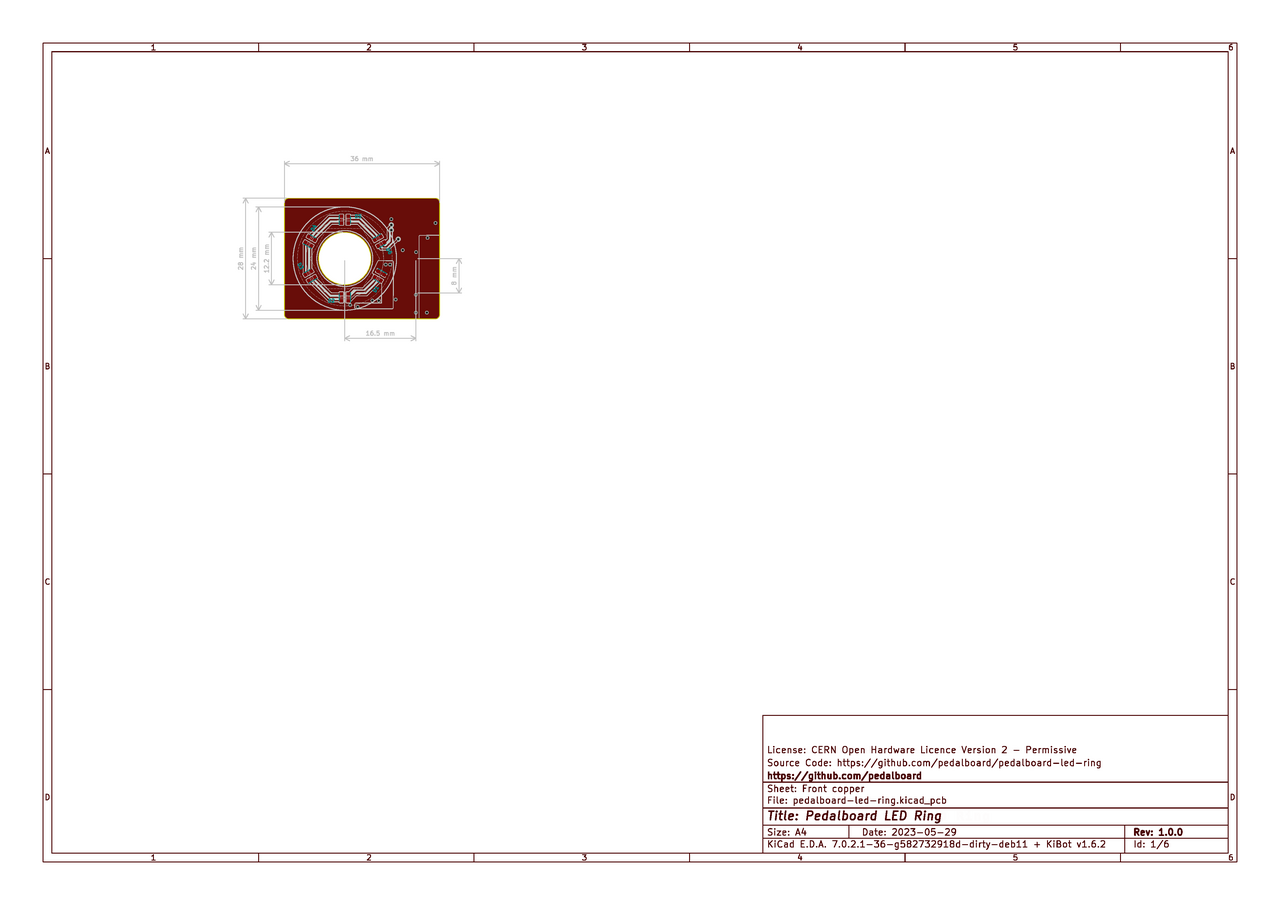 1 2 3 4 5 6
A A
36 mm
28 mm
24 mm
12.2 mm
8 mm
16.5 mm
B B
C C
License: CERN Open Hardware Licence Version 2 - Permissive
Source Code: https://github.com/pedalboard/pedalboard-led-ring
https://github.com/pedalboard
Sheet: Front copper
D D
File: pedalboard-led-ring.kicad_pcb
Title: Pedalboard LED Ring
Size: A4 Date: 2023-05-29 Rev: 1.0.0
KiCad E.D.A. 7.0.2.1-36-g582732918d-dirty-deb11 + KiBot v1.6.2 Id: 1/6
1 2 3 4 5 6